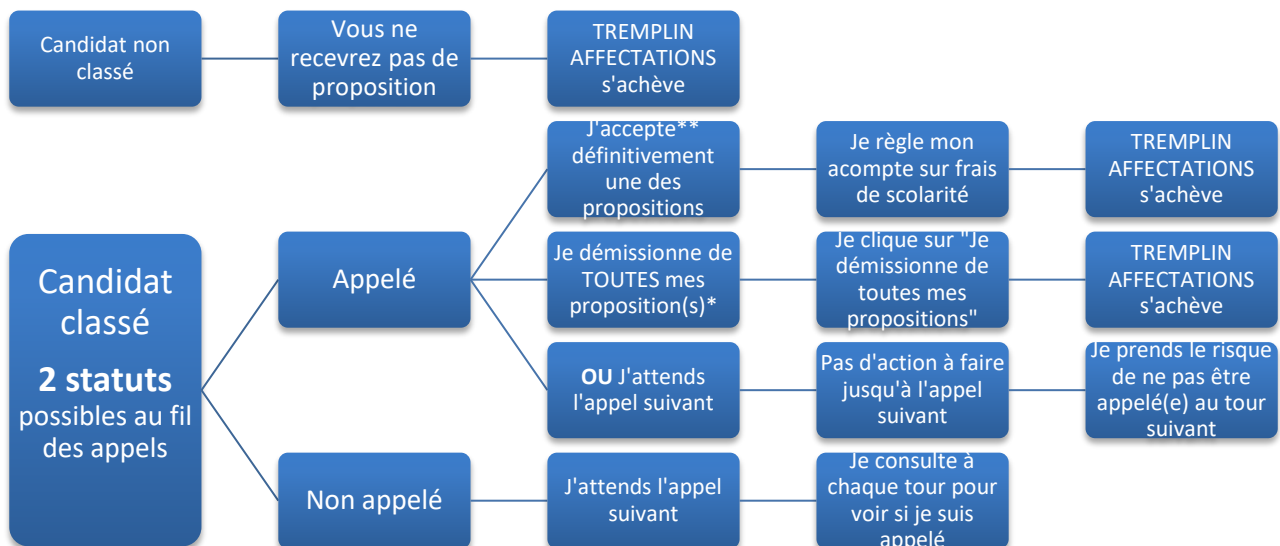 Candidat non
classé
Vous ne
recevrez pas de
proposition
TREMPLIN
AFFECTATIONS
s'achève
Candidat
classé
2 statuts
possibles au fil
des appels
Appelé
J'accepte**
définitivement
une des
propositions
Je règle mon
acompte sur frais
de scolarité
TREMPLIN
AFFECTATIONS
s'achève
Je démissionne de
TOUTES mes
proposition(s)*
Je clique sur "Je
démissionne de
toutes mes
propositions"
TREMPLIN
AFFECTATIONS
s'achève
OU J'attends
l'appel suivant
Pas d'action à faire
jusqu'à l'appel
suivant
Je prends le risque
de ne pas être
appelé(e) au tour
suivant
Non appelé
J'attends l'appel
suivant
Je consulte à
chaque tour pour
voir si je suis
appelé